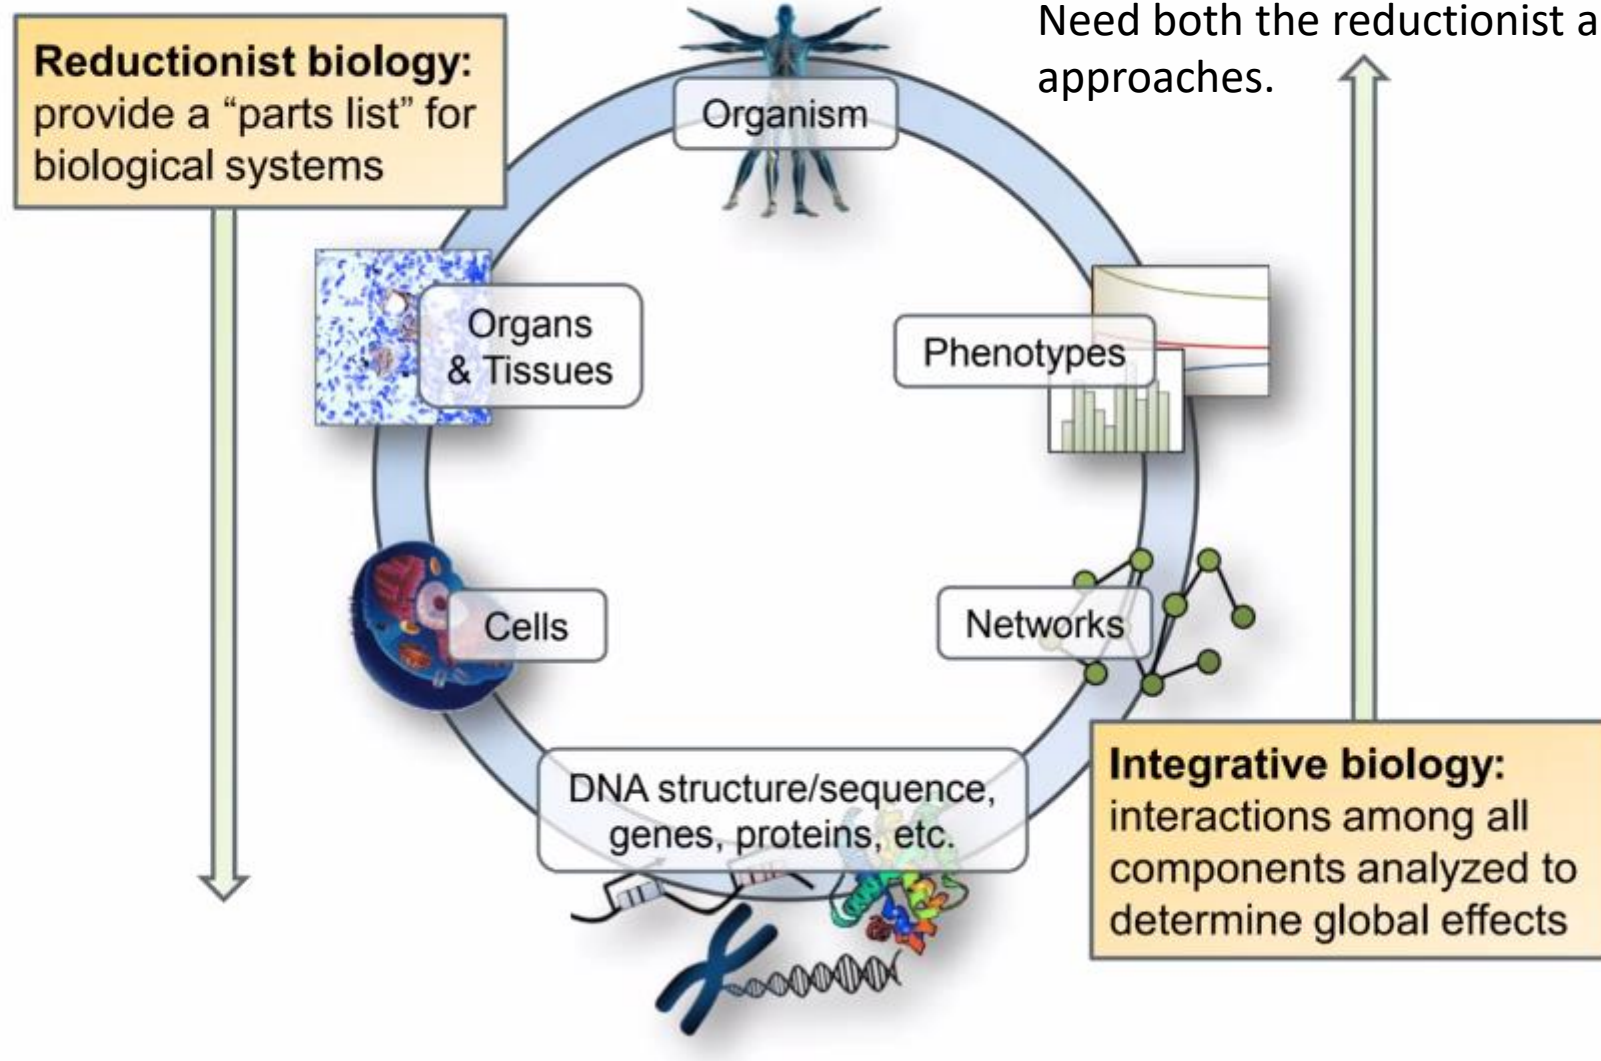 Need both the reductionist a
approaches.
Reductionist biology:
provide a “parts list” for
biological systems
Organism
Organs
& Tissues
Phenotypes
Cells
Networks
DNA structure/sequence,
genes, proteins, etc.
Integrative biology:
interactions among all
components analyzed to
determine global effects